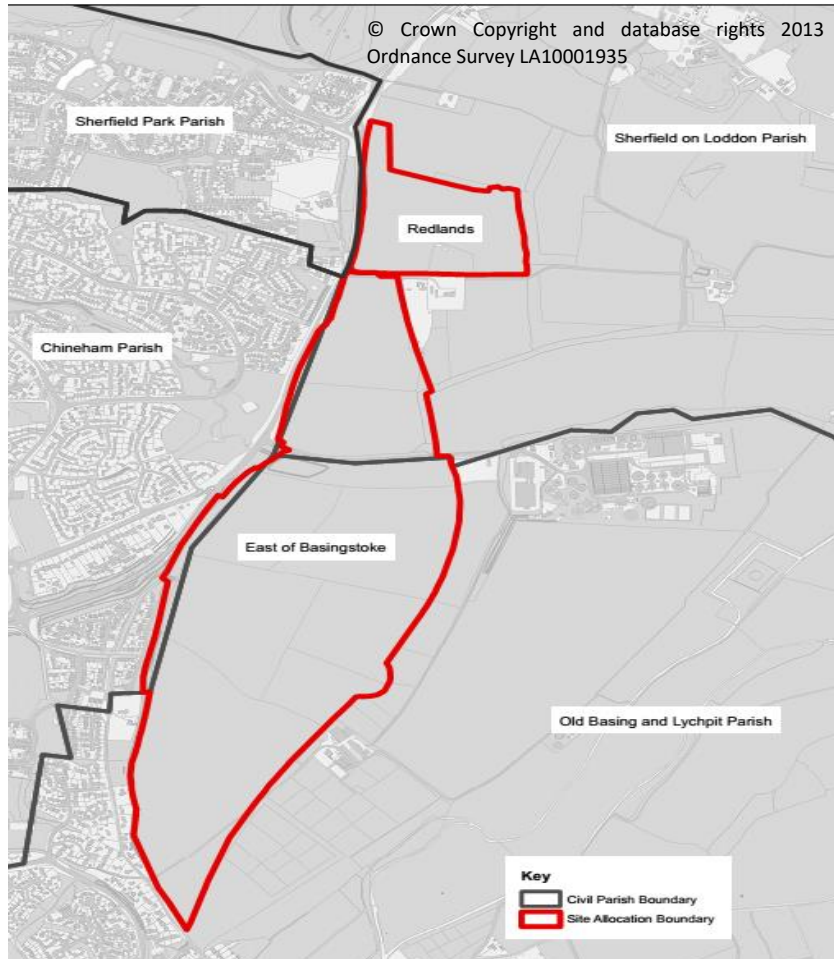 © Crown Copyright and database rights 2013
Ordnance Survey LA10001935
Sherfield Park Parish
Sherfield on Loddon Parish
Redlands
Chineham Parish
East of Basingstoke
Old Basing and Lychpit Parish
Key
Civil Parish Boundary
Site Allocation Boundary